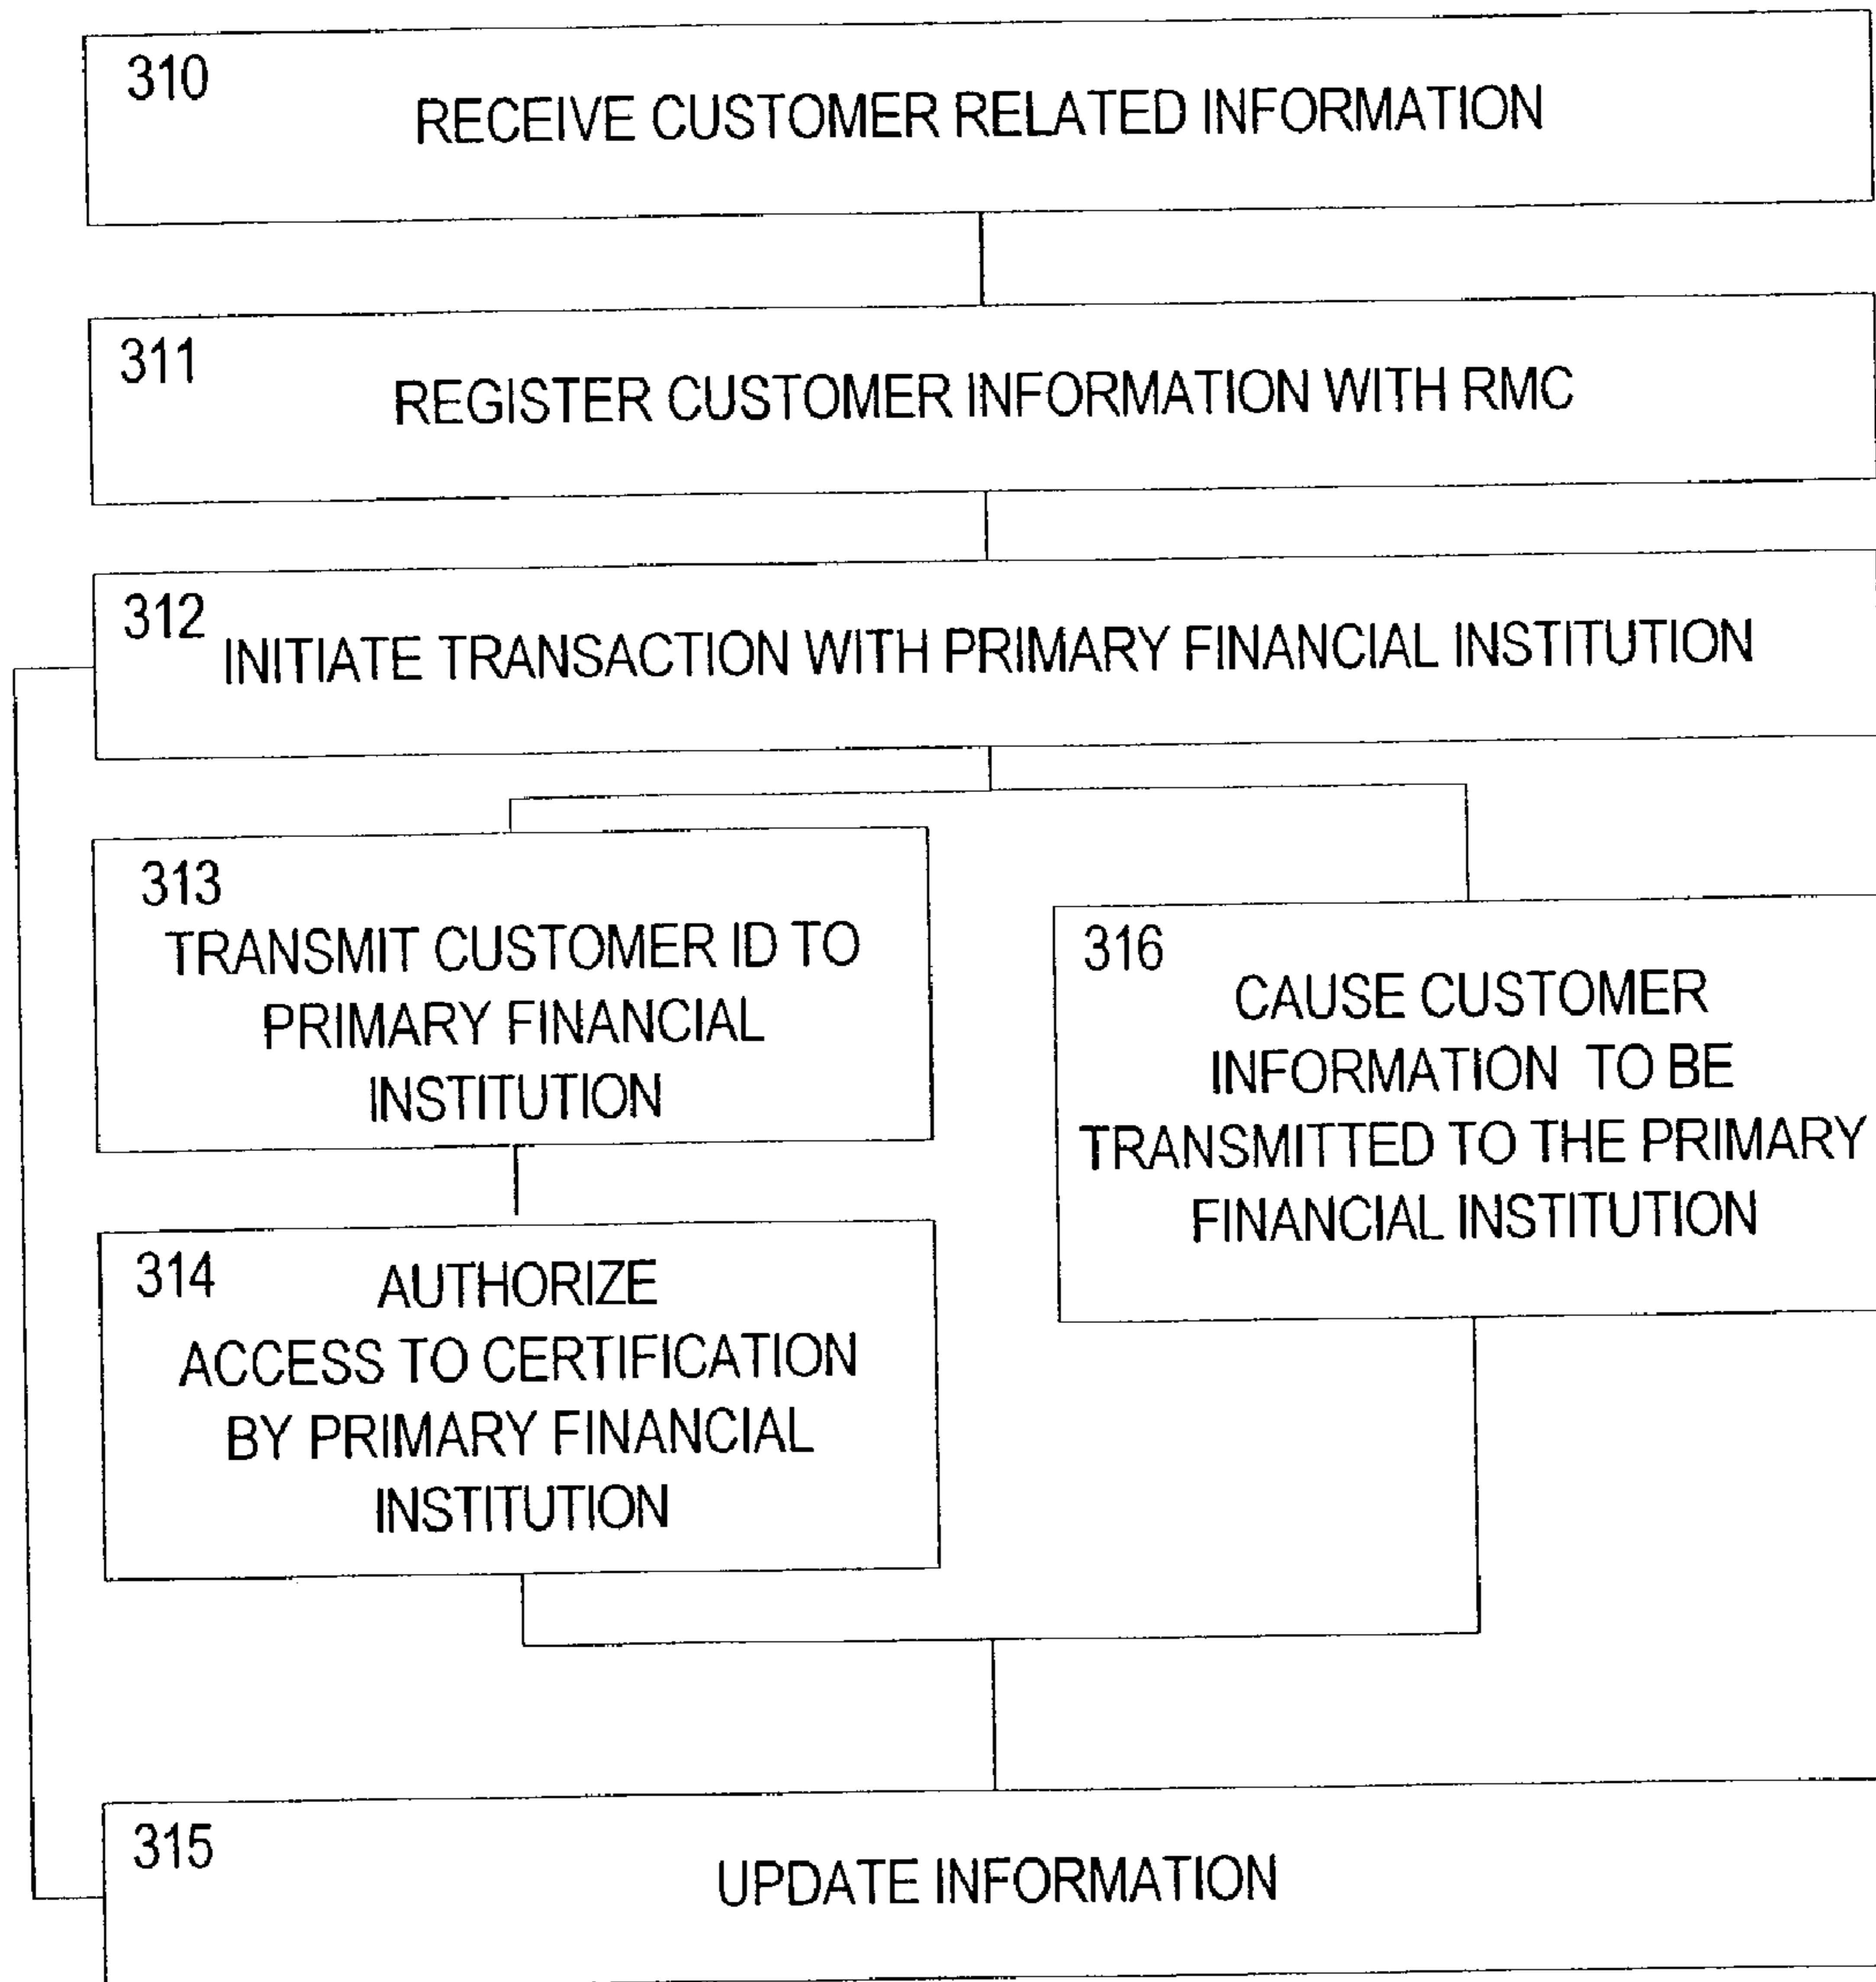 310
RECEIVE CUSTOMER RELATED INFORMATION
311
REGISTER CUSTOMER INFORMATION WITH RMC
312
INITIATE TRANSACTION WITH PRIMARY FINANCIAL INSTITUTION
313
TRANSMIT CUSTOMER ID TO
PRIMARY FINANCIAL
INSTITUTION
314
AUTHORIZE
ACCESS TO CERTIFICATION
BY PRIMARY FINANCIAL
INSTITUTION
316
CAUSE CUSTOMER
INFORMATION TO BE
TRANSMITTED TO THE PRIMARY
FINANCIAL INSTITUTION
315
UPDATE INFORMATION